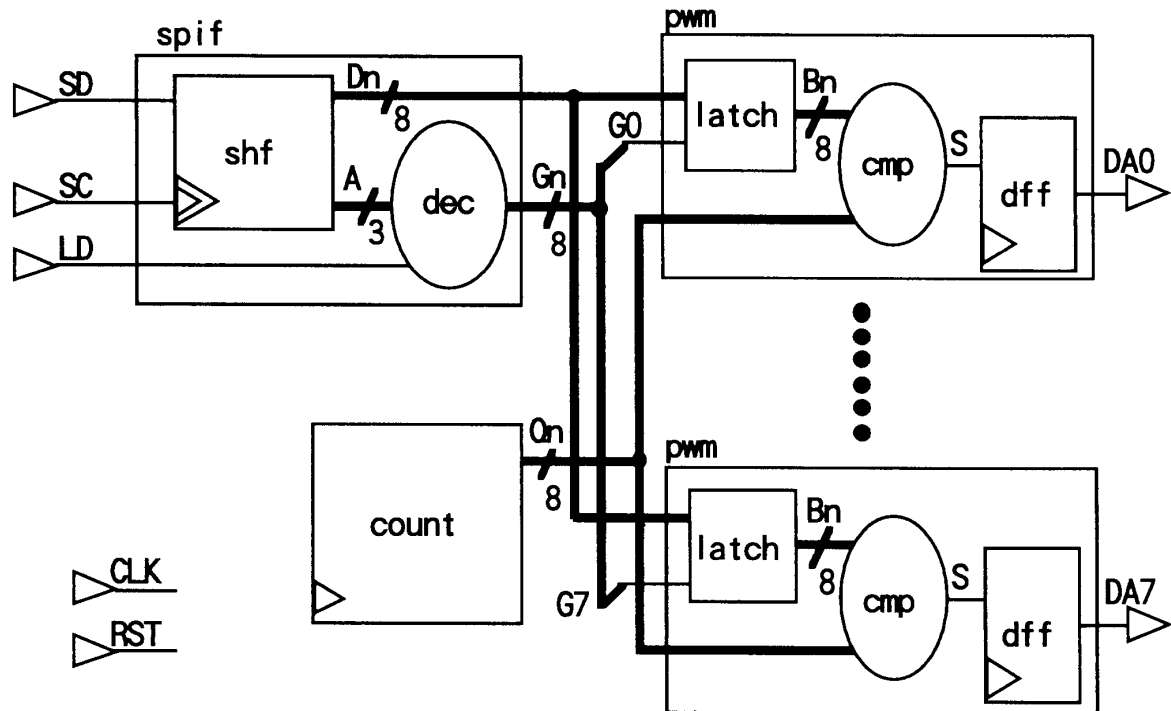 spif
pwm
SD
Dn
8
latch
Bn
8
G0
shf
cmp
S
dff
DA0
SC
A
3
dec
Gn
8
LD
Qn
8
pwm
count
latch
Bn
8
cmp
S
dff
DA7
G7
CLK
RST